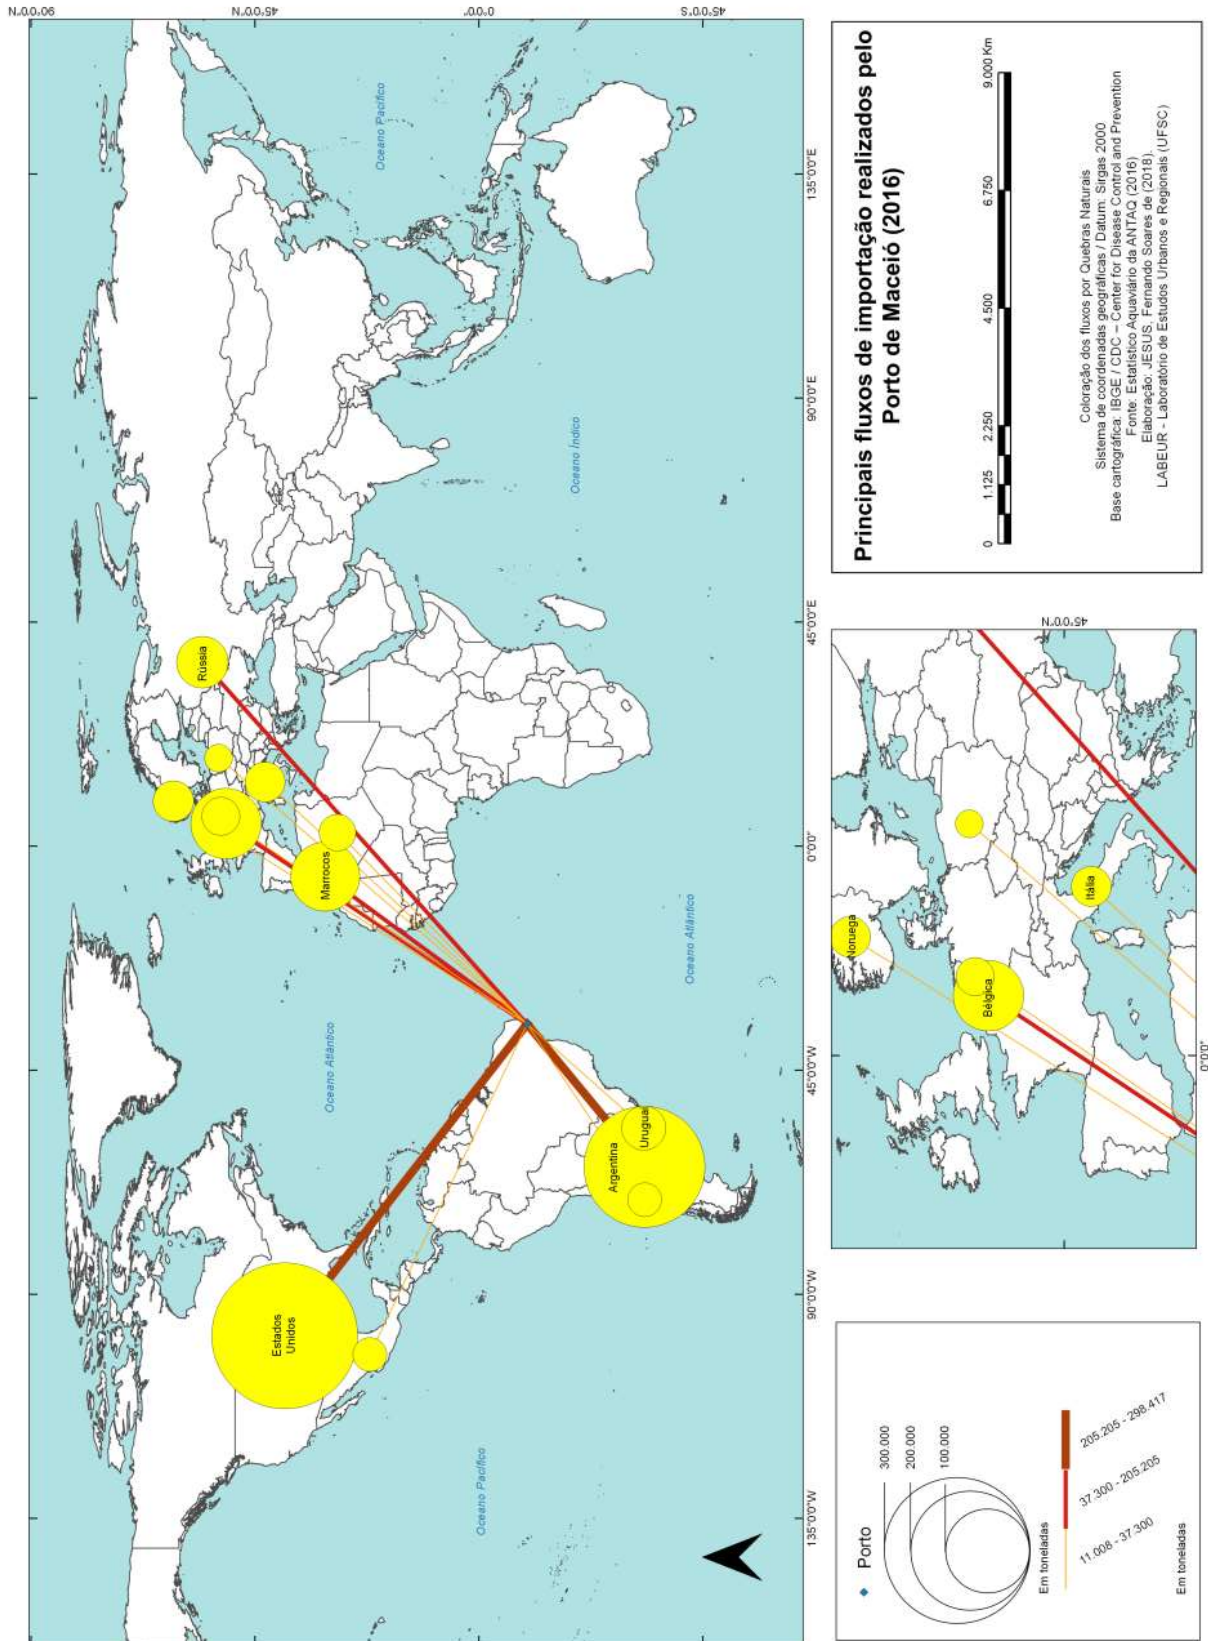 90°0'0"N
45°0'0"N
0°0'0"
45°0'0"S
135°0'0"W
90°0'0"W
45°0'0"W
0°0'0"
45°0'0"E
90°0'0"E
135°0'0"E
Oceano Pacífico
Oceano Atlântico
Oceano Atlântico
Oceano Índico
Oceano Pacífico
Estados
Unidos
Argentina
Uruguai
Marrocos
Rússia
Porto
300.000
200.000
100.000
Em toneladas
11.008 - 37.300
37.300 - 205.205
205.205 - 298.417
Em toneladas
Noruega
Bélgica
Itália
0°0'0"
45°0'0"N
Principais fluxos de importação realizados pelo
Porto de Maceió (2016)
0 1.125 2.250 4.500 6.750 9.000 Km
Coloração dos fluxos por Quebras Naturais
Sistema de coordenadas geográficas / Datum: Sirgas 2000
Base cartográfica: IBGE / CDC – Center for Disease Control and Prevention
Fonte: Estatístico Aquaviário da ANTAQ (2016)
Elaboração: JESUS, Fernando Soares de (2018).
LABEUR - Laboratório de Estudos Urbanos e Regionais (UFSC)